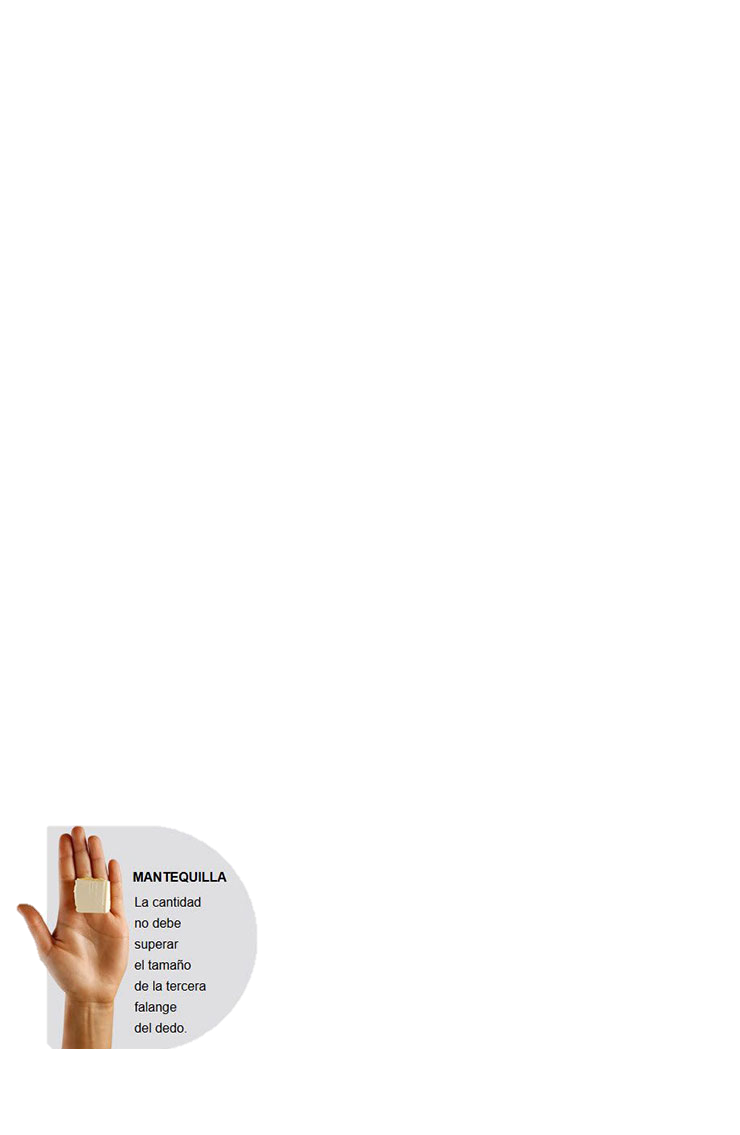 MANTEQUILLA
La cantidad
no debe
superar
el tamaño
de la tercera
falange
del dedo.